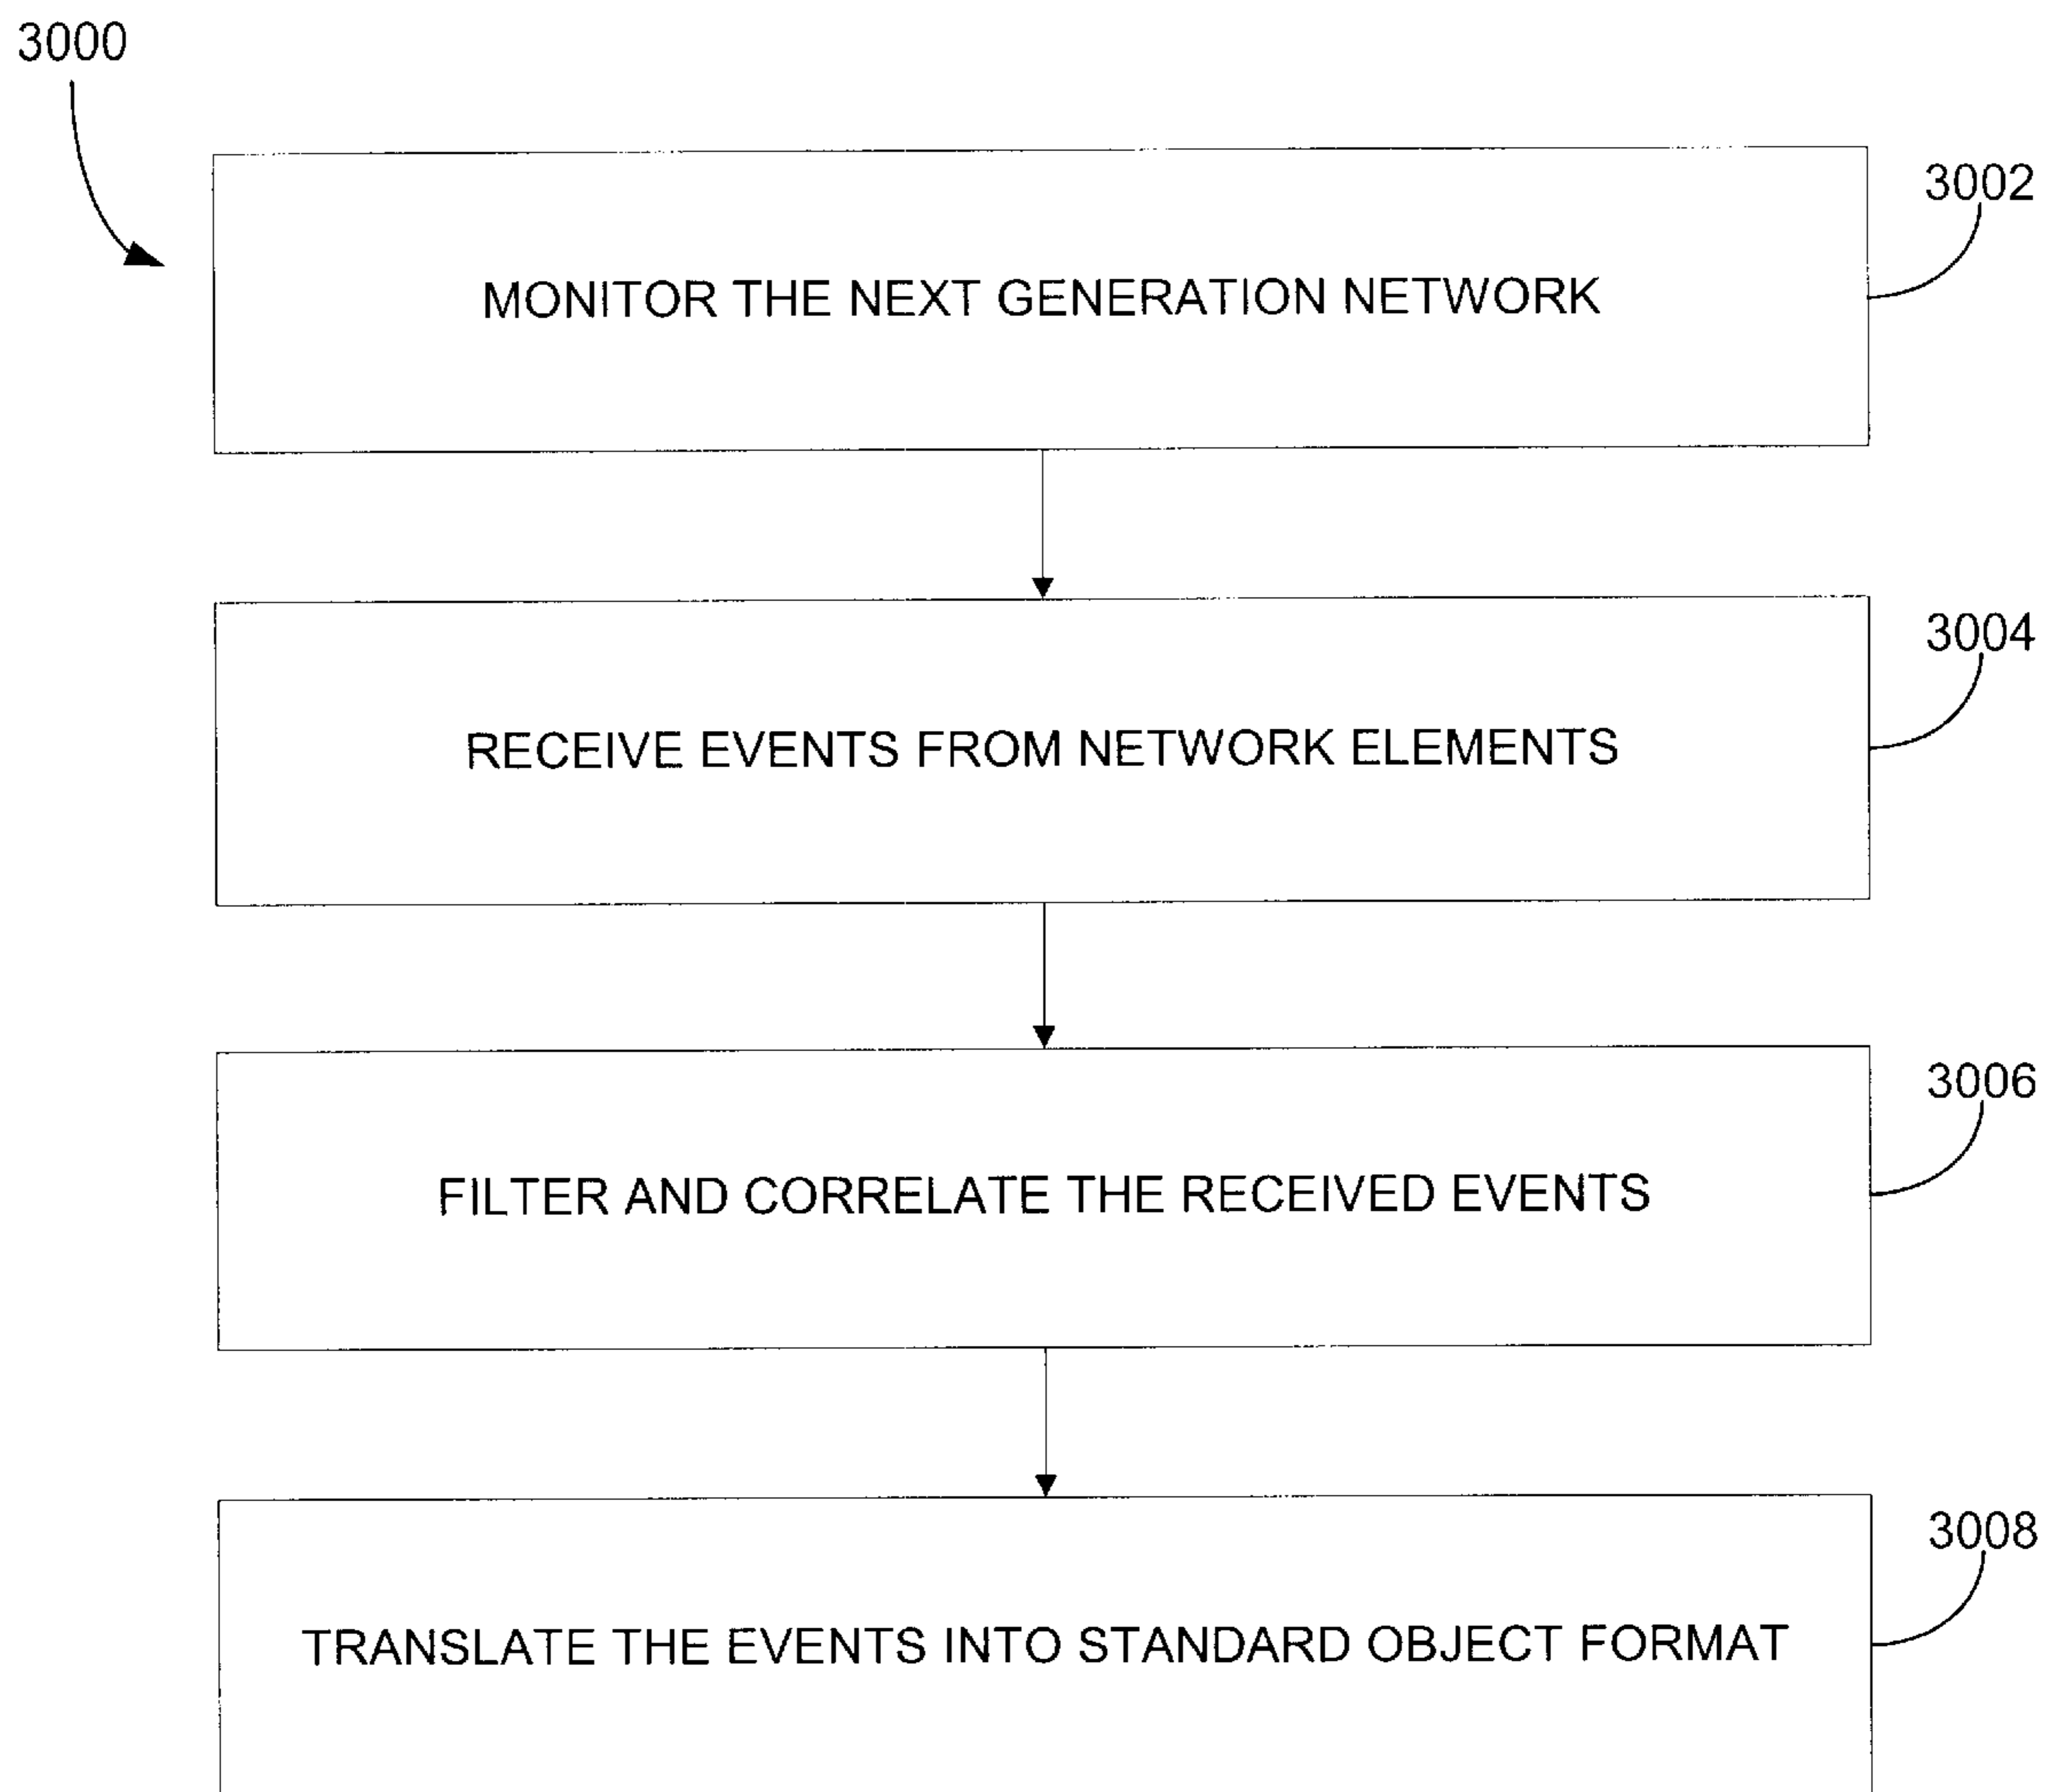 3000
3002
MONITOR THE NEXT GENERATION NETWORK
3004
RECEIVE EVENTS FROM NETWORK ELEMENTS
3006
FILTER AND CORRELATE THE RECEIVED EVENTS
3008
TRANSLATE THE EVENTS INTO STANDARD OBJECT FORMAT